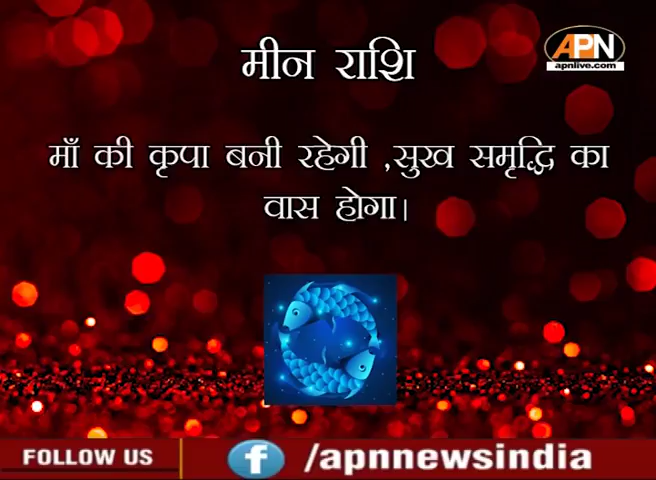 मीन राशि
APN
apnlive.com
माँ की कृपा बनी रहेगी ,सुख समृद्धि का
वास होगा।
FOLLOW US
f /apnnewsindia